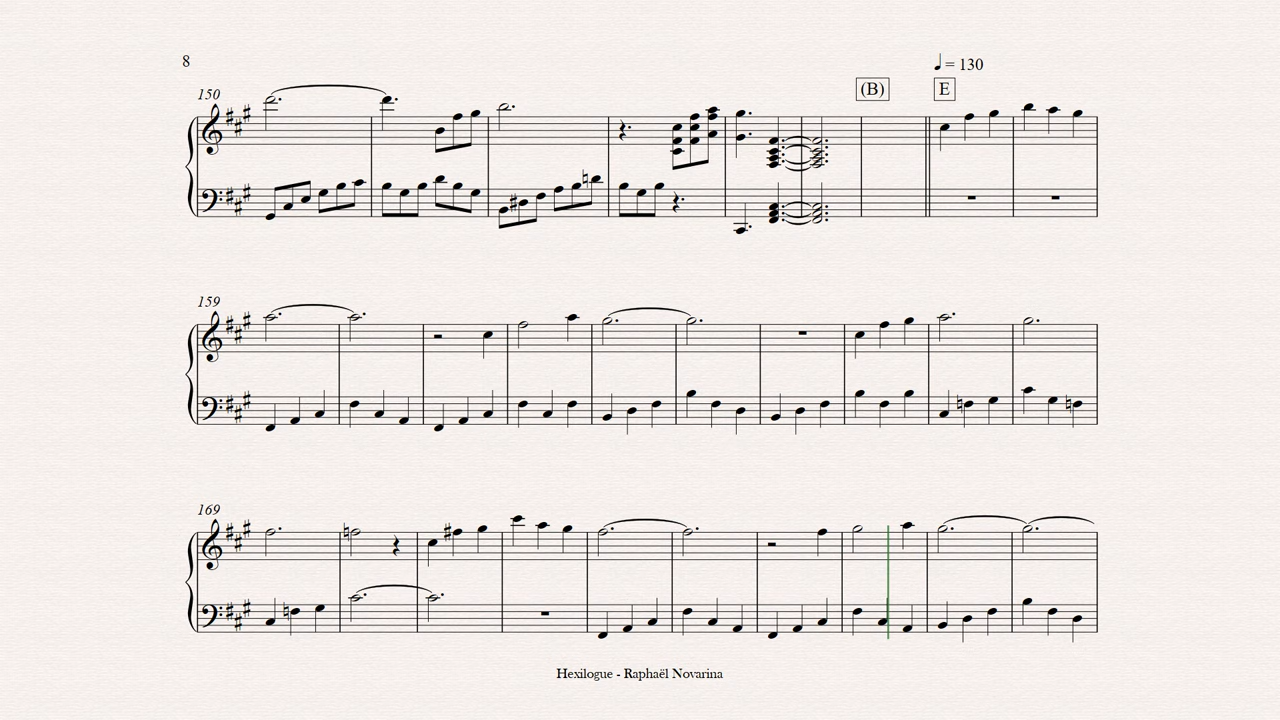 8
♩ = 130
150
(B)
E
159
169
Hexilogue - Raphaël Novarina